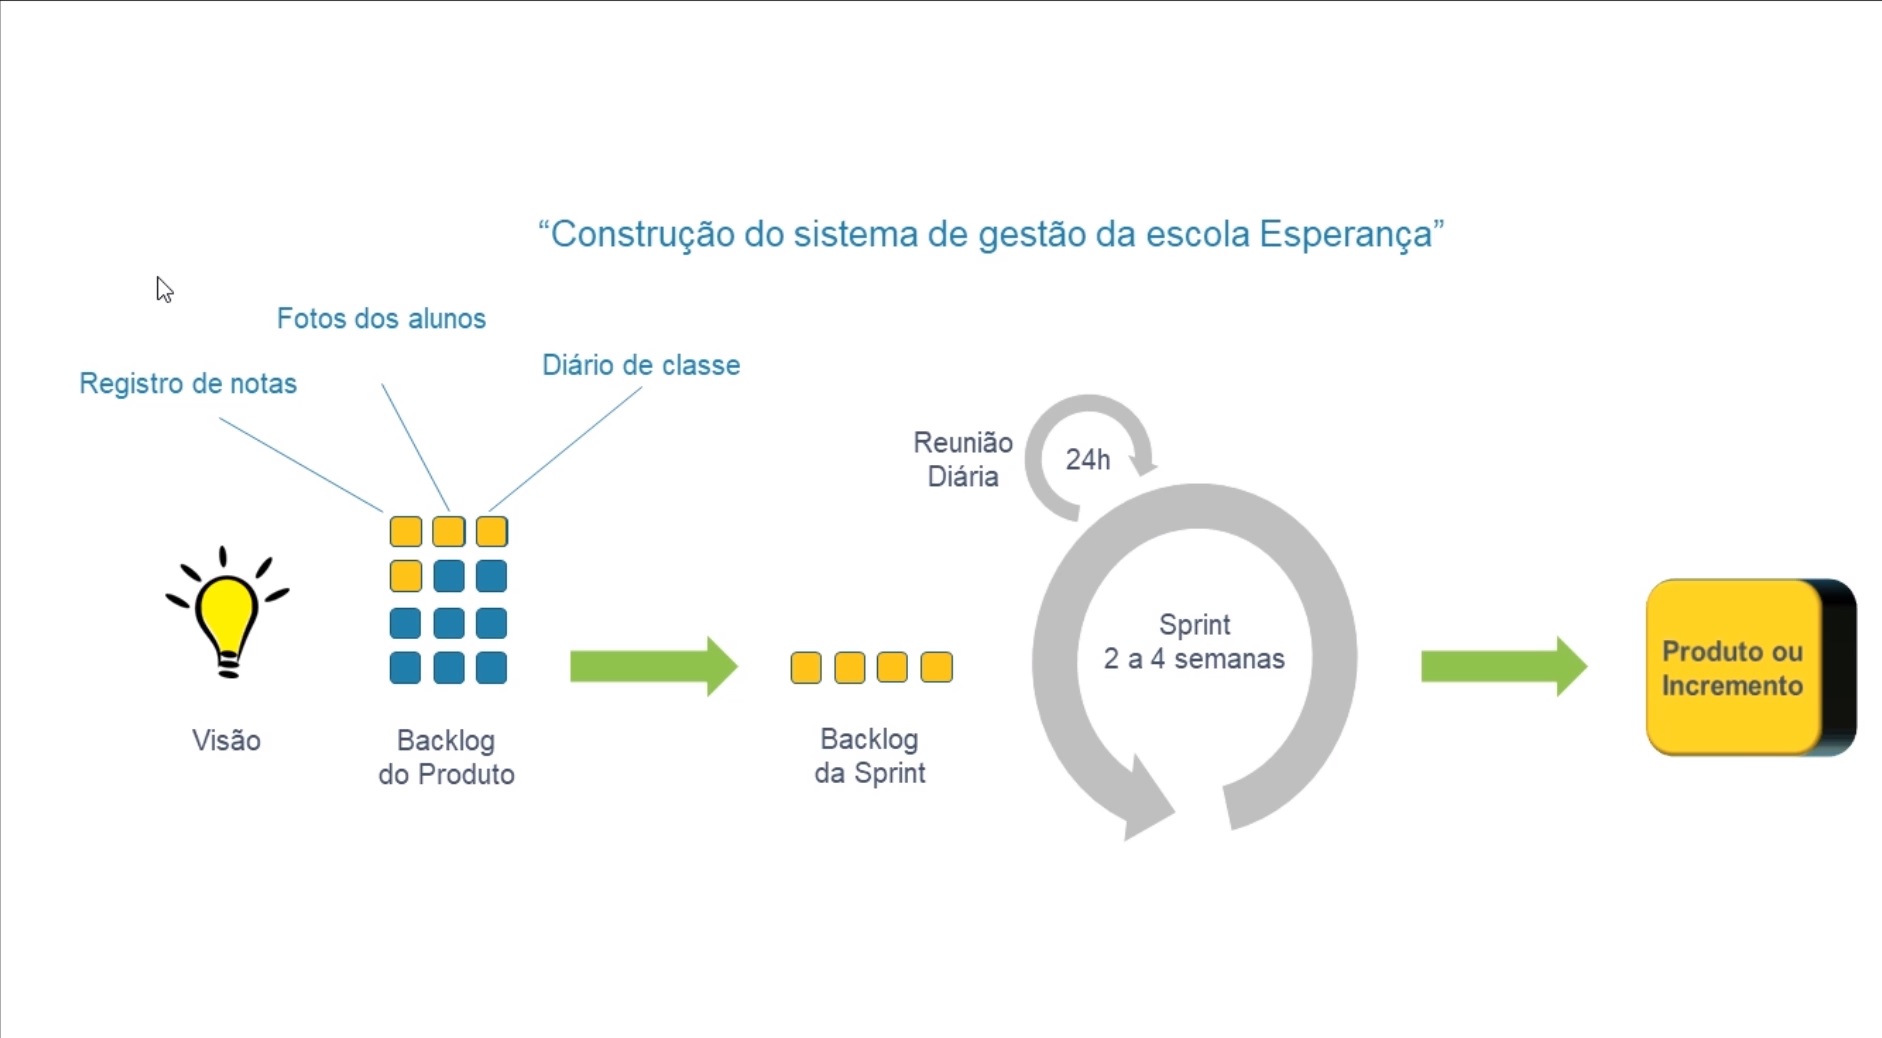 “Construção do sistema de gestão da escola Esperança”
Fotos dos alunos
Diário de classe
Registro de notas
Reunião
Diária
24h
Sprint
2 a 4 semanas
Produto ou
Incremento
Visão
Backlog
do Produto
Backlog
da Sprint